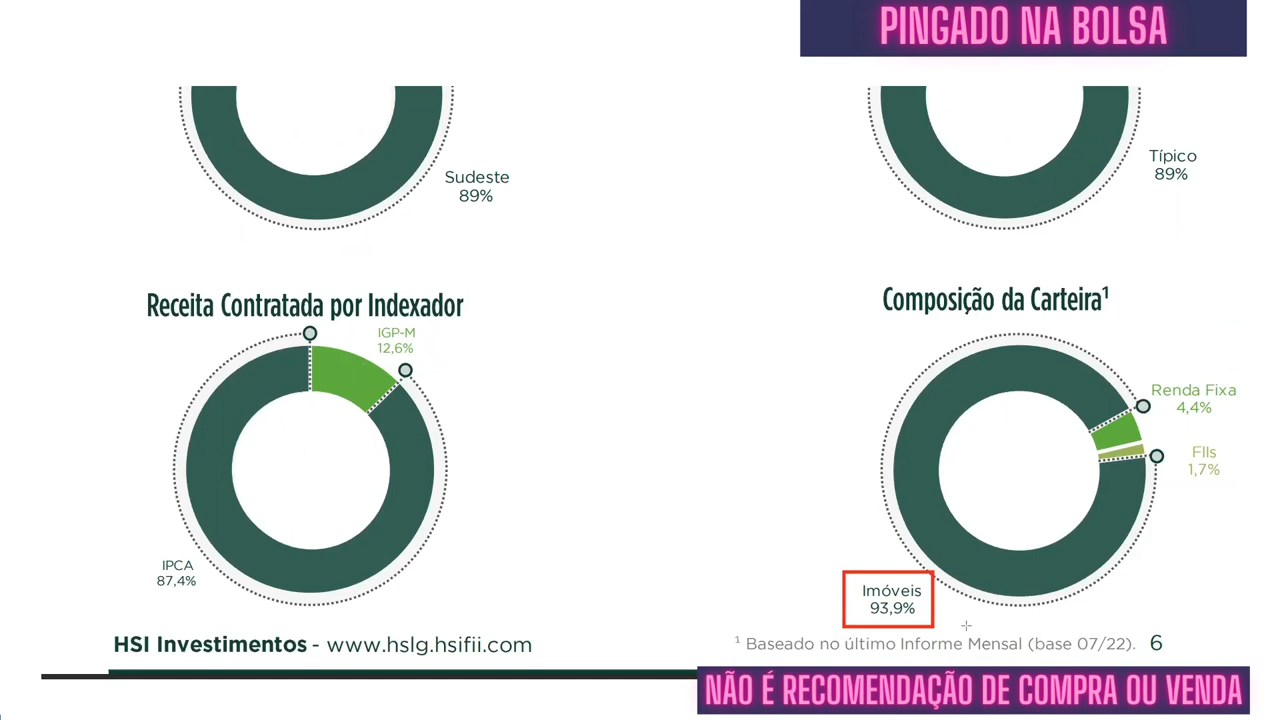 PINGADO NA BOLSA
Sudeste
89%
Típico
89%
Receita Contratada por Indexador
IGP-M
12,6%
IPCA
87,4%
Composição da Carteira¹
Renda Fixa
4,4%
FIIs
1,7%
Imóveis
93,9%
HSI Investimentos - www.hslg.hsifii.com
¹ Baseado no último Informe Mensal (base 07/22). 6
NÃO É RECOMENDAÇÃO DE COMPRA OU VENDA